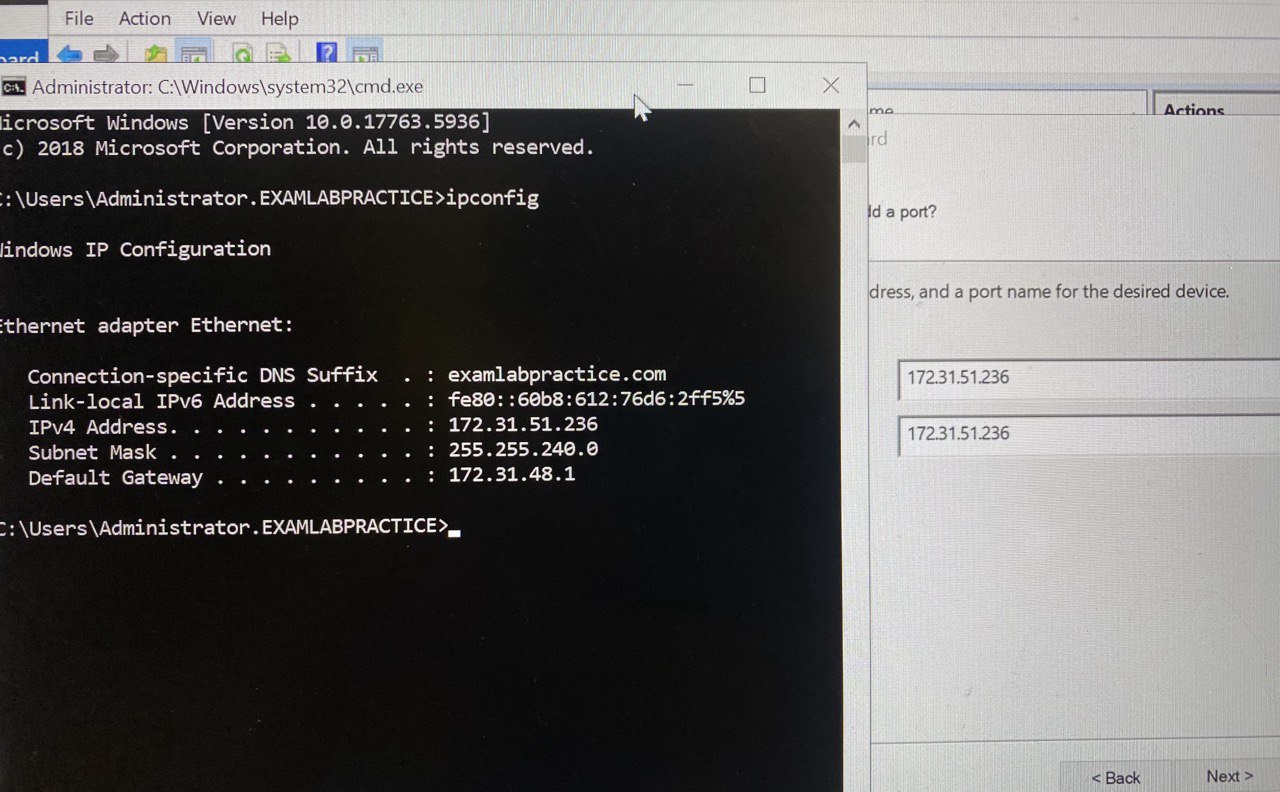 File Action View Help
ard
Administrator: C:\Windows\system32\cmd.exe
icrosoft Windows [Version 10.0.17763.5936]
c) 2018 Microsoft Corporation. All rights reserved.
C:\Users\Administrator.EXAMLABPRACTICE>ipconfig
Windows IP Configuration
Ethernet adapter Ethernet:
Connection-specific DNS Suffix . : examlabpractice.com
Link-local IPv6 Address . . . . . : fe80::60b8:612:76d6:2ff5%5
IPv4 Address. . . . . . . . . . . : 172.31.51.236
Subnet Mask . . . . . . . . . . . : 255.255.240.0
Default Gateway . . . . . . . . . : 172.31.48.1
C:\Users\Administrator.EXAMLABPRACTICE>
me
Actions
rd
dd a port?
dress, and a port name for the desired device.
172.31.51.236
172.31.51.236
< Back Next >